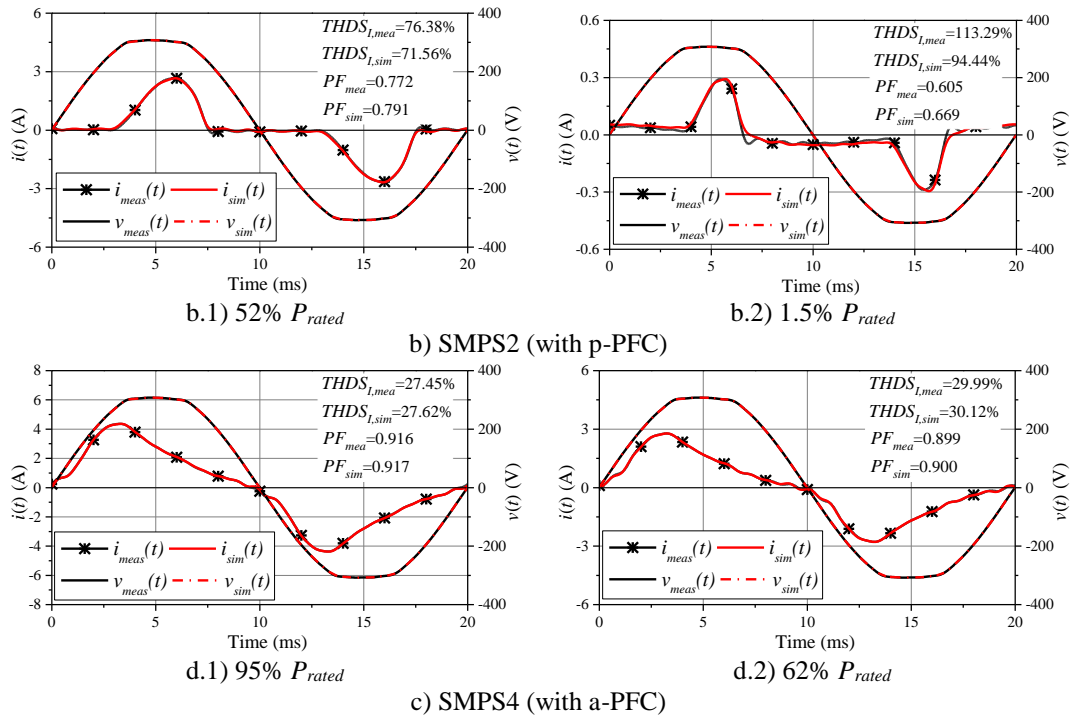 THDS_I,mea=76.38%
THDS_I,sim=71.56%
PF_mea=0.772
PF_sim=0.791
i(t) (A)
6
3
0
-3
-6
v(t) (V)
400
200
0
-200
-400
i_meas(t) i_sim(t)
v_meas(t) v_sim(t)
0 5 10 15 20
Time (ms)
b.1) 52% P_rated
THDS_I,mea=113.29%
THDS_I,sim=94.44%
PF_mea=0.605
PF_sim=0.669
i(t) (A)
0.6
0.3
0.0
-0.3
-0.6
v(t) (V)
400
200
0
-200
-400
i_meas(t) i_sim(t)
v_meas(t) v_sim(t)
0 5 10 15 20
Time (ms)
b.2) 1.5% P_rated
b) SMPS2 (with p-PFC)
THDS_I,mea=27.45%
THDS_I,sim=27.62%
PF_mea=0.916
PF_sim=0.917
i(t) (A)
8
6
4
2
0
-2
-4
-6
-8
v(t) (V)
400
200
0
-200
-400
i_meas(t) i_sim(t)
v_meas(t) v_sim(t)
0 5 10 15 20
Time (ms)
d.1) 95% P_rated
THDS_I,mea=29.99%
THDS_I,sim=30.12%
PF_mea=0.899
PF_sim=0.900
i(t) (A)
6
3
0
-3
-6
v(t) (V)
400
200
0
-200
-400
i_meas(t) i_sim(t)
v_meas(t) v_sim(t)
0 5 10 15 20
Time (ms)
d.2) 62% P_rated
c) SMPS4 (with a-PFC)